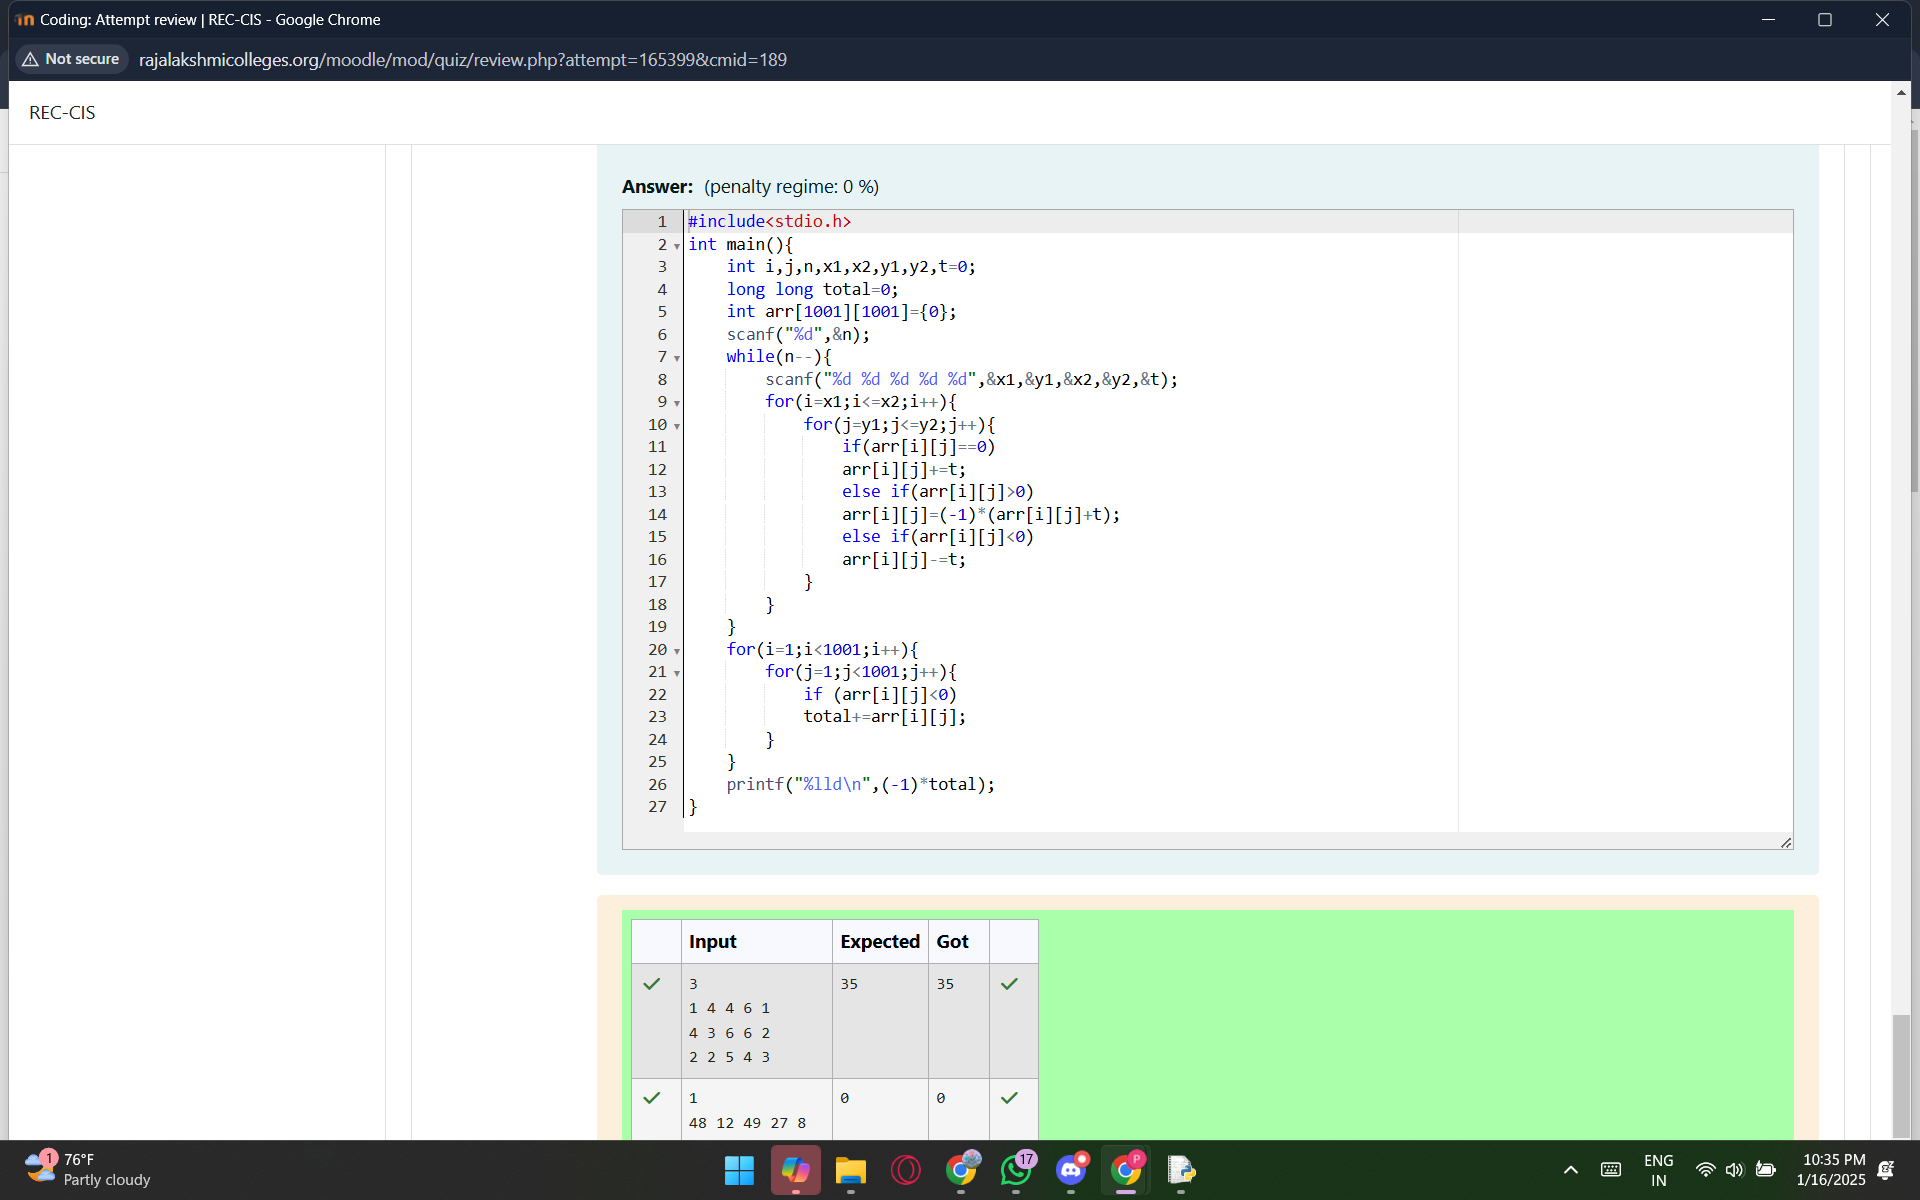 Coding: Attempt review | REC-CIS - Google Chrome
Not secure
rajalakshmicolleges.org/moodle/mod/quiz/review.php?attempt=165399&cmid=189
REC-CIS
Answer: (penalty regime: 0 %)
1 #include<stdio.h>
2 int main(){
3     int i,j,n,x1,x2,y1,y2,t=0;
4     long long total=0;
5     int arr[1001][1001]={0};
6     scanf("%d",&n);
7     while(n--){
8         scanf("%d %d %d %d %d",&x1,&y1,&x2,&y2,&t);
9         for(i=x1;i<=x2;i++){
10             for(j=y1;j<=y2;j++){
11                 if(arr[i][j]==0)
12                 arr[i][j]+=t;
13                 else if(arr[i][j]>0)
14                 arr[i][j]=(-1)*(arr[i][j]+t);
15                 else if(arr[i][j]<0)
16                 arr[i][j]-=t;
17             }
18         }
19     }
20     for(i=1;i<1001;i++){
21         for(j=1;j<1001;j++){
22             if (arr[i][j]<0)
23             total+=arr[i][j];
24         }
25     }
26     printf("%lld\n",(-1)*total);
27 }
Input Expected Got
3 35 35
1 4 4 6 1
4 3 6 6 2
2 2 5 4 3
1 0 0
48 12 49 27 8
1
76°F
Partly cloudy
17
P
ENG
IN
10:35 PM
1/16/2025